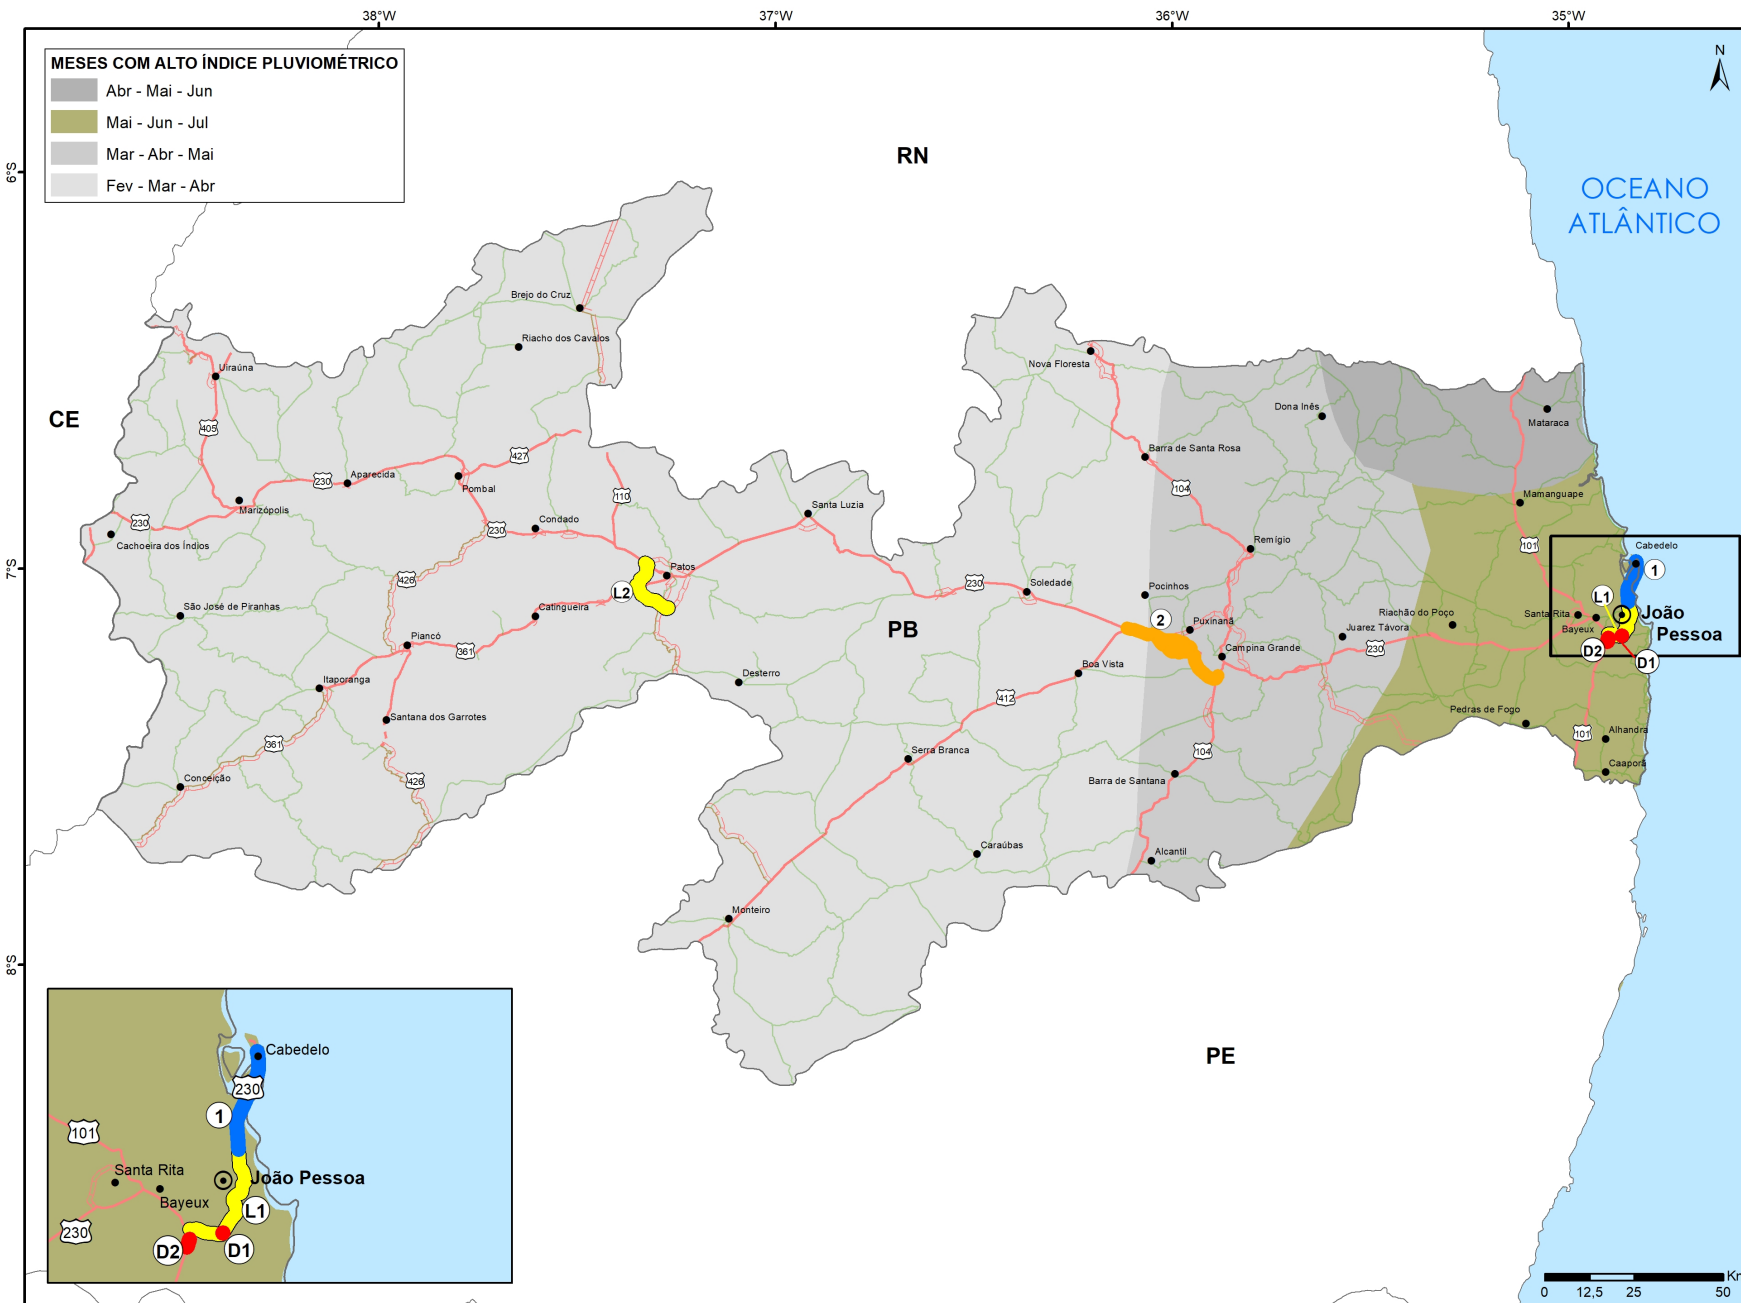 38°W
37°W
36°W
35°W
MESES COM ALTO ÍNDICE PLUVIOMÉTRICO
Abr - Mai - Jun
Mai - Jun - Jul
Mar - Abr - Mai
Fev - Mar - Abr
N
6°S
7°S
8°S
RN
CE
PB
PE
OCEANO
ATLÂNTICO
Brejo do Cruz
Riacho dos Cavalos
Uiraúna
405
Nova Floresta
Dona Inês
Mataraca
427
Barra de Santa Rosa
230
Aparecida
Pombal
110
104
Marizópolis
Santa Luzia
Mamanguape
230
Cachoeira dos Índios
Condado
230
Remígio
101
Cabedelo
1
Patos
426
L2
230
Soledade
Pocinhos
L1
São José de Piranhas
Catingueira
2
Puxinanã
Riachão do Poço
Santa Rita
João
Pessoa
Bayeux
Juarez Távora
Piancó
361
Campina Grande
230
D2
D1
Boa Vista
Itaporanga
Desterro
412
Santana dos Garrotes
Pedras de Fogo
361
Serra Branca
104
101
Alhandra
Conceição
426
Barra de Santana
Caaporã
Caraúbas
Alcantil
Monteiro
Cabedelo
230
1
101
Santa Rita
João Pessoa
Bayeux
L1
230
D2
D1
Km
0
12,5
25
50